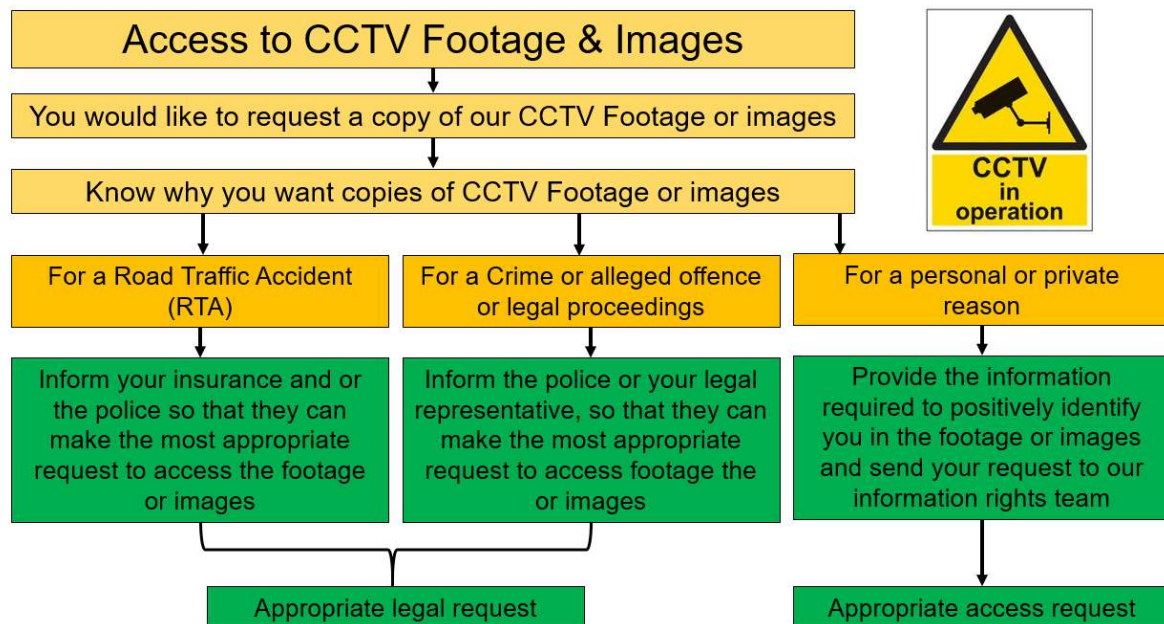 Access to CCTV Footage & Images
You would like to request a copy of our CCTV Footage or images
Know why you want copies of CCTV Footage or images
CCTV
in
operation
For a Road Traffic Accident
(RTA)
For a Crime or alleged offence
or legal proceedings
For a personal or private
reason
Inform your insurance and or
the police so that they can
make the most appropriate
request to access the footage
or images
Inform the police or your legal
representative, so that they can
make the most appropriate
request to access footage the
or images
Provide the information
required to positively identify
you in the footage or images
and send your request to our
information rights team
Appropriate legal request
Appropriate access request